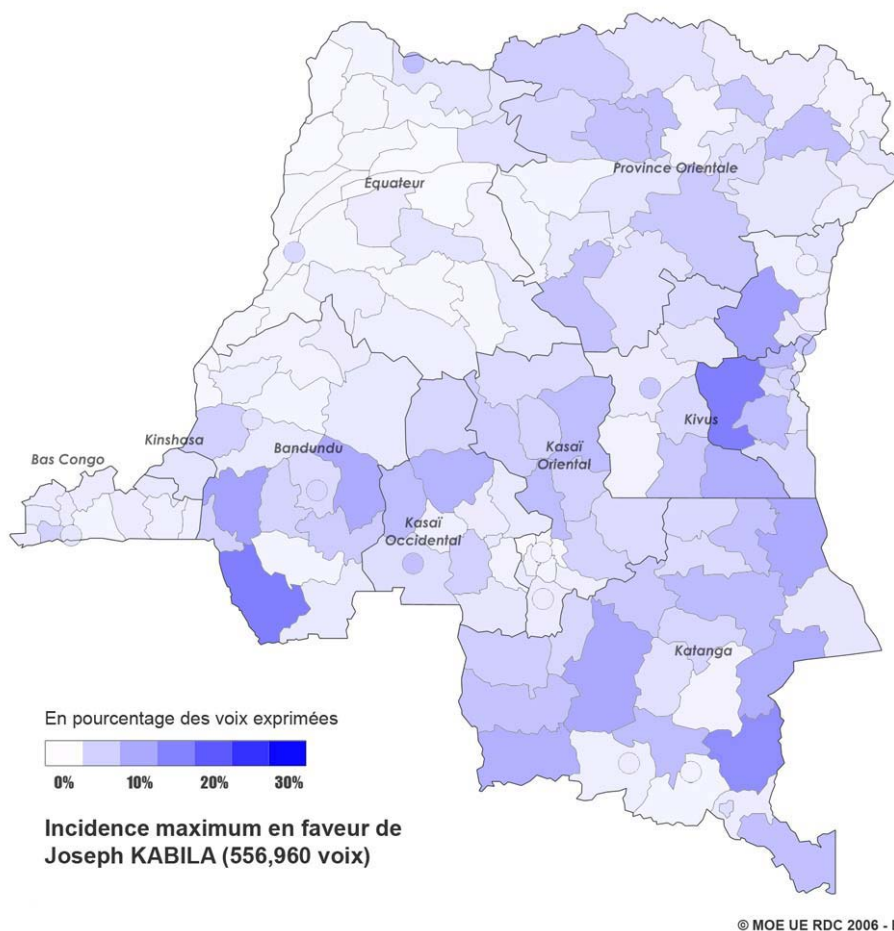 Equateur
Province Orientale
Kinshasa
Bas Congo
Bandundu
Kasaï
Oriental
Kivus
Kasaï
Occidental
Katanga
En pourcentage des voix exprimées
0% 10% 20% 30%
Incidence maximum en faveur de
Joseph KABILA (556,960 voix)
© MOE UE RDC 2006 -